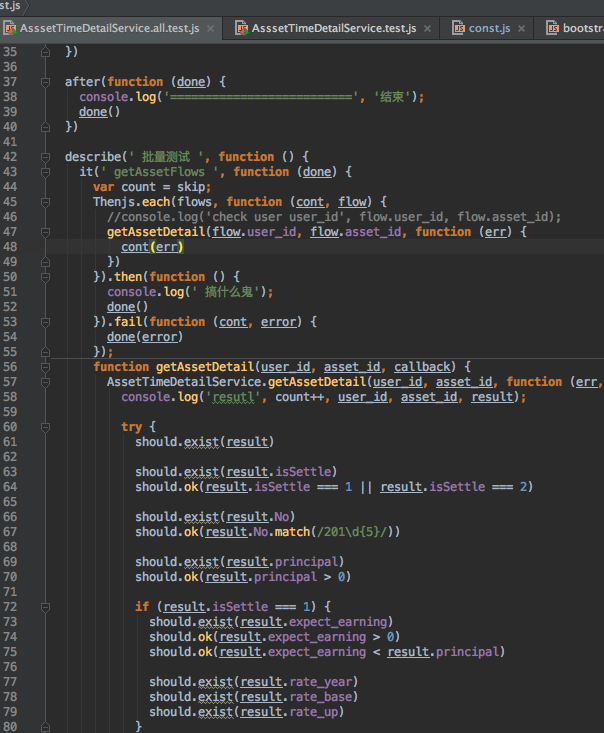 st.js
AsssetTimeDetailService.all.test.js AsssetTimeDetailService.test.js const.js bootstra
35 })
36
37 after(function (done) {
38 console.log('==========================', '结束');
39 done()
40 })
41
42 describe(' 批量测试 ', function () {
43 it(' getAssetFlows ', function (done) {
44 var count = skip;
45 Thenjs.each(flows, function (cont, flow) {
46 //console.log('check user user_id', flow.user_id, flow.asset_id);
47 getAssetDetail(flow.user_id, flow.asset_id, function (err) {
48 cont(err)
49 })
50 }).then(function () {
51 console.log(' 搞什么鬼');
52 done()
53 }).fail(function (cont, error) {
54 done(error)
55 });
56 function getAssetDetail(user_id, asset_id, callback) {
57 AssetTimeDetailService.getAssetDetail(user_id, asset_id, function (err,
58 console.log('resutl', count++, user_id, asset_id, result);
59
60 try {
61 should.exist(result)
62
63 should.exist(result.isSettle)
64 should.ok(result.isSettle === 1 || result.isSettle === 2)
65
66 should.exist(result.No)
67 should.ok(result.No.match(/201\d{5}/))
68
69 should.exist(result.principal)
70 should.ok(result.principal > 0)
71
72 if (result.isSettle === 1) {
73 should.exist(result.expect_earning)
74 should.ok(result.expect_earning > 0)
75 should.ok(result.expect_earning < result.principal)
76
77 should.exist(result.rate_year)
78 should.exist(result.rate_base)
79 should.exist(result.rate_up)
80 }